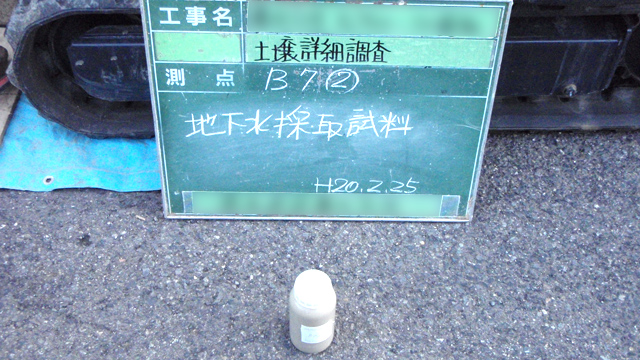 工事名
土壌詳細調査
測点 B7(2)
地下水採取試料
H20.2.25